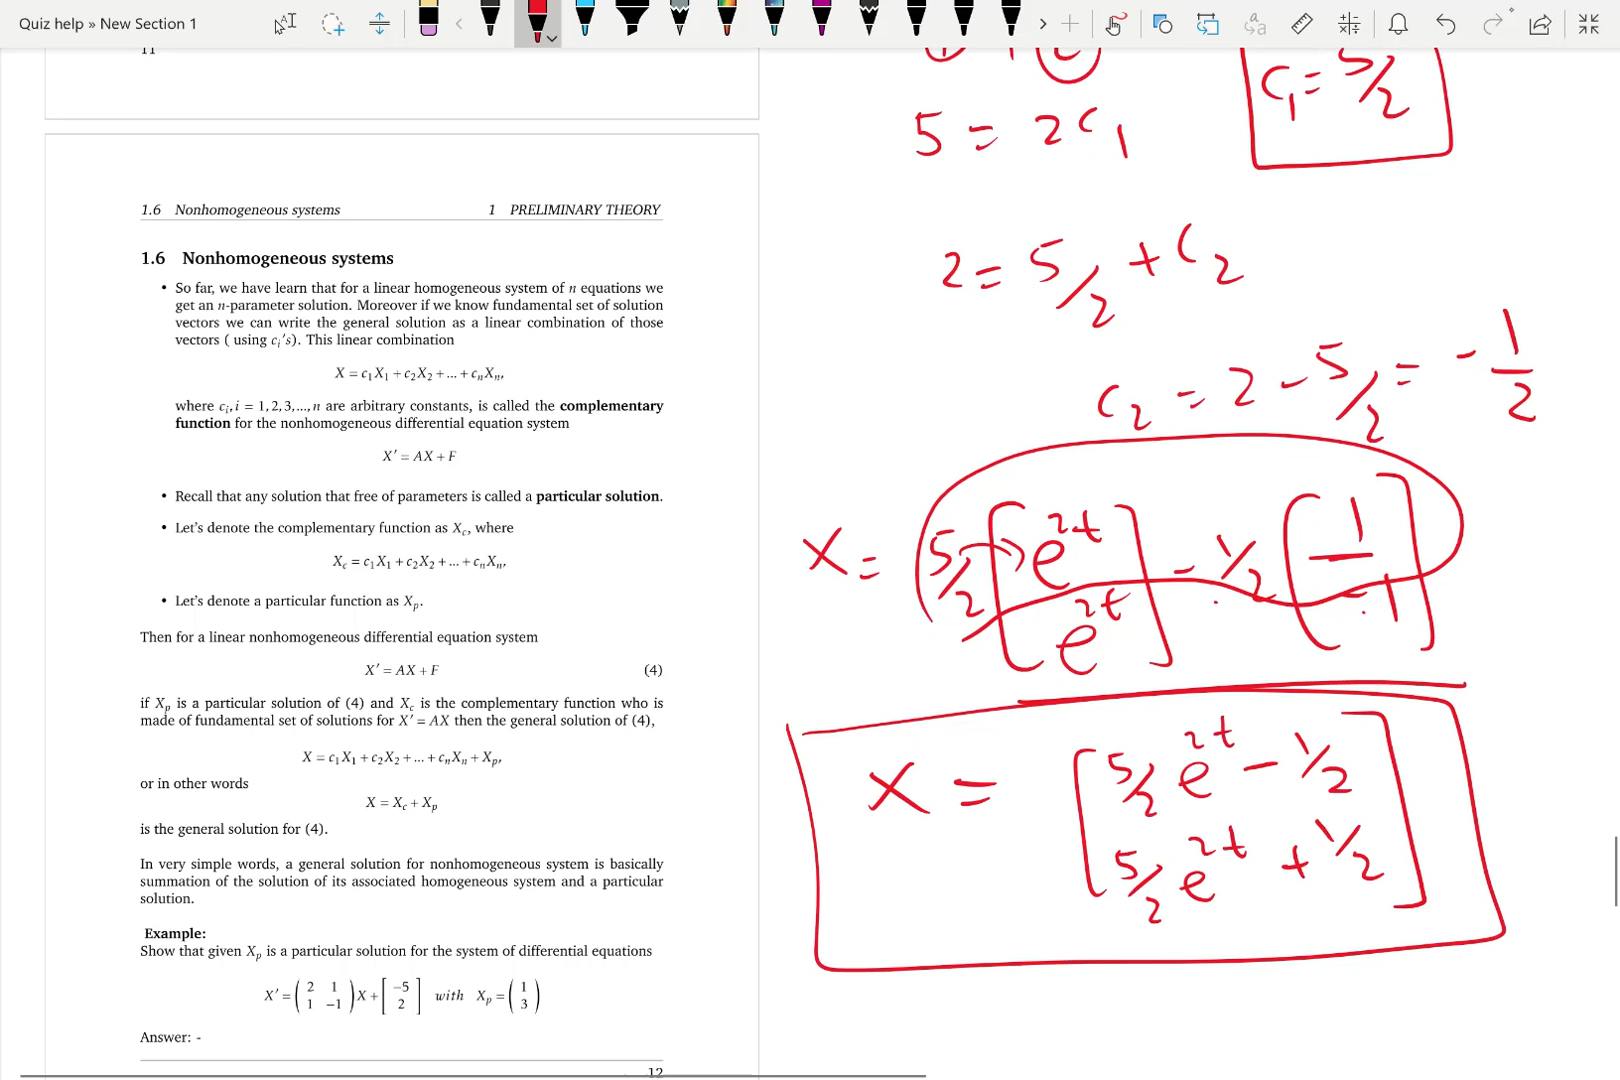 Quiz help » New Section 1
11
1.6 Nonhomogeneous systems 1 PRELIMINARY THEORY
1.6 Nonhomogeneous systems
• So far, we have learn that for a linear homogeneous system of n equations we
get an n-parameter solution. Moreover if we know fundamental set of solution
vectors we can write the general solution as a linear combination of those
vectors ( using cᵢ's). This linear combination
X = c₁X₁ + c₂X₂ + ... + cₙXₙ,
where cᵢ, i = 1, 2, 3, ..., n are arbitrary constants, is called the complementary
function for the nonhomogeneous differential equation system
X′ = AX + F
• Recall that any solution that free of parameters is called a particular solution.
• Let's denote the complementary function as X_c, where
X_c = c₁X₁ + c₂X₂ + ... + cₙXₙ,
• Let's denote a particular function as Xₚ.
Then for a linear nonhomogeneous differential equation system
X′ = AX + F (4)
if Xₚ is a particular solution of (4) and X_c is the complementary function who is
made of fundamental set of solutions for X′ = AX then the general solution of (4),
X = c₁X₁ + c₂X₂ + ... + cₙXₙ + Xₚ,
or in other words
X = X_c + Xₚ
is the general solution for (4).
In very simple words, a general solution for nonhomogeneous system is basically
summation of the solution of its associated homogeneous system and a particular
solution.
Example:
Show that given Xₚ is a particular solution for the system of differential equations
X′ = ( 2 1 ; 1 −1 ) X + [ −5 ; 2 ] with Xₚ = ( 1 ; 3 )
Answer: -
12
C₁ = 5/2
5 = 2C₁
2 = 5/2 + C₂
C₂ = 2 - 5/2 = - 1/2
X = 5/2 [ e^2t ; e^2t ] - 1/2 [ 1 ; -1 ]
X = [ 5/2 e^2t - 1/2 ; 5/2 e^2t + 1/2 ]